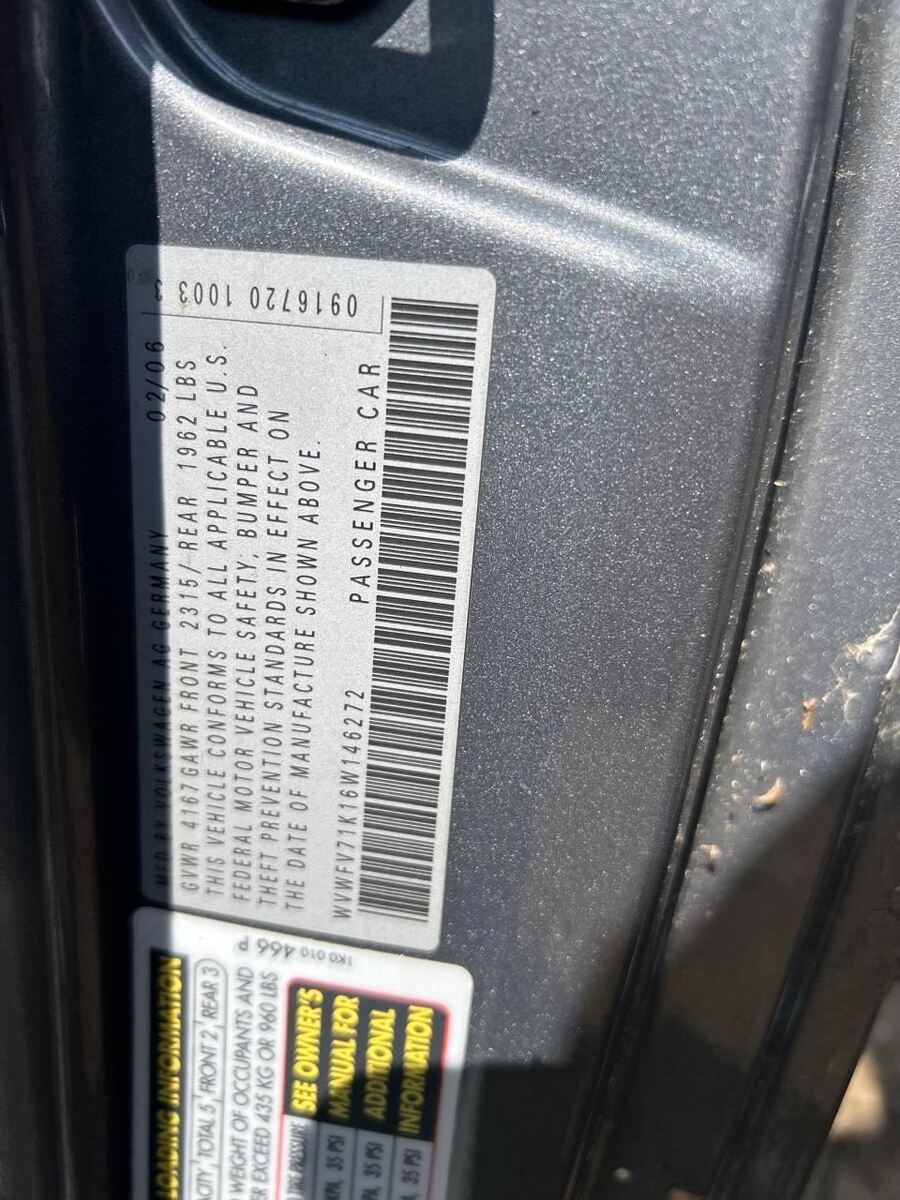 MFD BY VOLKSWAGEN AG GERMANY 02/06
GVWR 4167GAWR FRONT 2315/ REAR 1962 LBS
THIS VEHICLE CONFORMS TO ALL APPLICABLE U.S.
FEDERAL MOTOR VEHICLE SAFETY, BUMPER AND
THEFT PREVENTION STANDARDS IN EFFECT ON
THE DATE OF MANUFACTURE SHOWN ABOVE.
WVWFV71K16W146272 PASSENGER CAR
0916720 1003 3
1K0 010 466 P
LOADING INFORMATION
TOTAL 5 FRONT 2 REAR 3
WEIGHT OF OCCUPANTS AND
EXCEED 435 KG OR 960 LBS
TIRE PRESSURE
35 PSI
35 PSI
35 PSI
SEE OWNER'S
MANUAL FOR
ADDITIONAL
INFORMATION